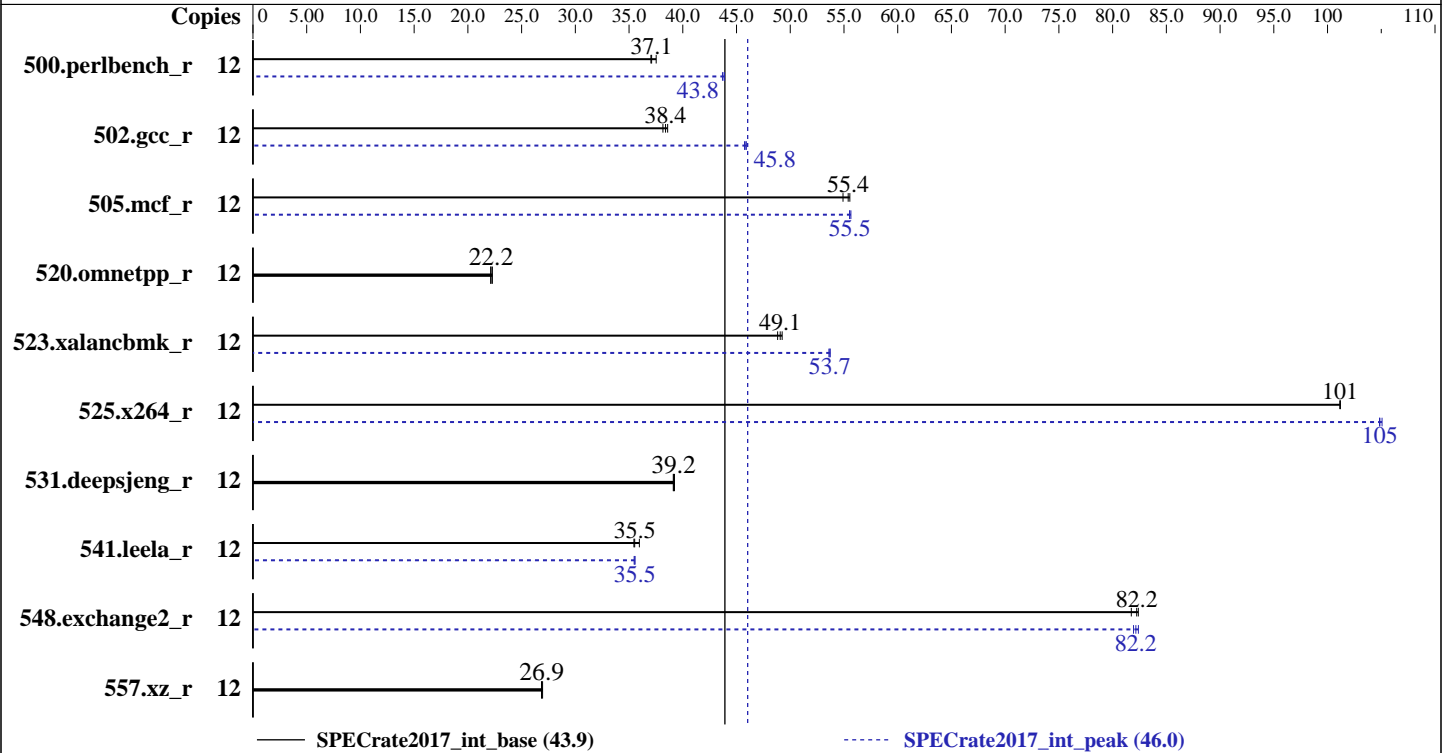 Copies 0 5.00 10.0 15.0 20.0 25.0 30.0 35.0 40.0 45.0 50.0 55.0 60.0 65.0 70.0 75.0 80.0 85.0 90.0 95.0 100 110
37.1
500.perlbench_r 12
43.8
38.4
502.gcc_r 12
45.8
55.4
505.mcf_r 12
55.5
22.2
520.omnetpp_r 12
49.1
523.xalancbmk_r 12
53.7
101
525.x264_r 12
105
39.2
531.deepsjeng_r 12
35.5
541.leela_r 12
35.5
82.2
548.exchange2_r 12
82.2
26.9
557.xz_r 12
SPECrate2017_int_base (43.9) SPECrate2017_int_peak (46.0)